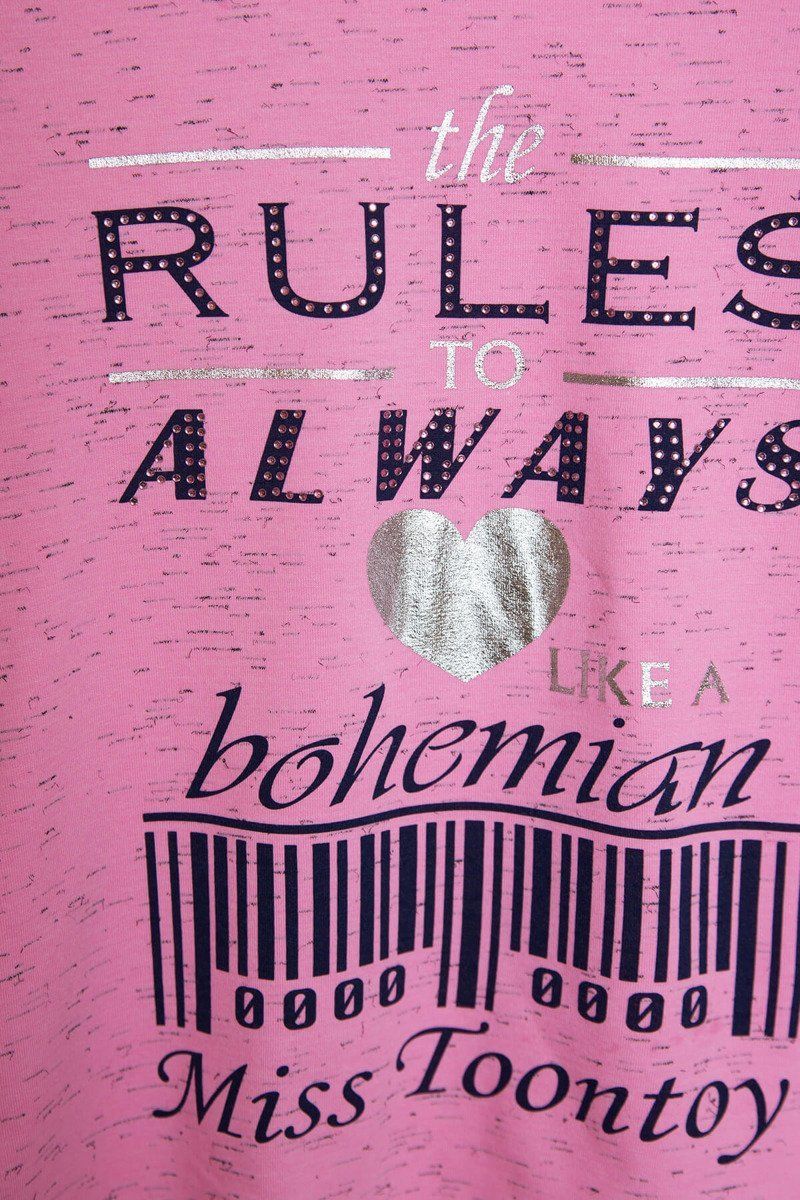 the
RULES
TO
ALWAYS
LIKE A
bohemian
0000 0000
Miss Toontoy